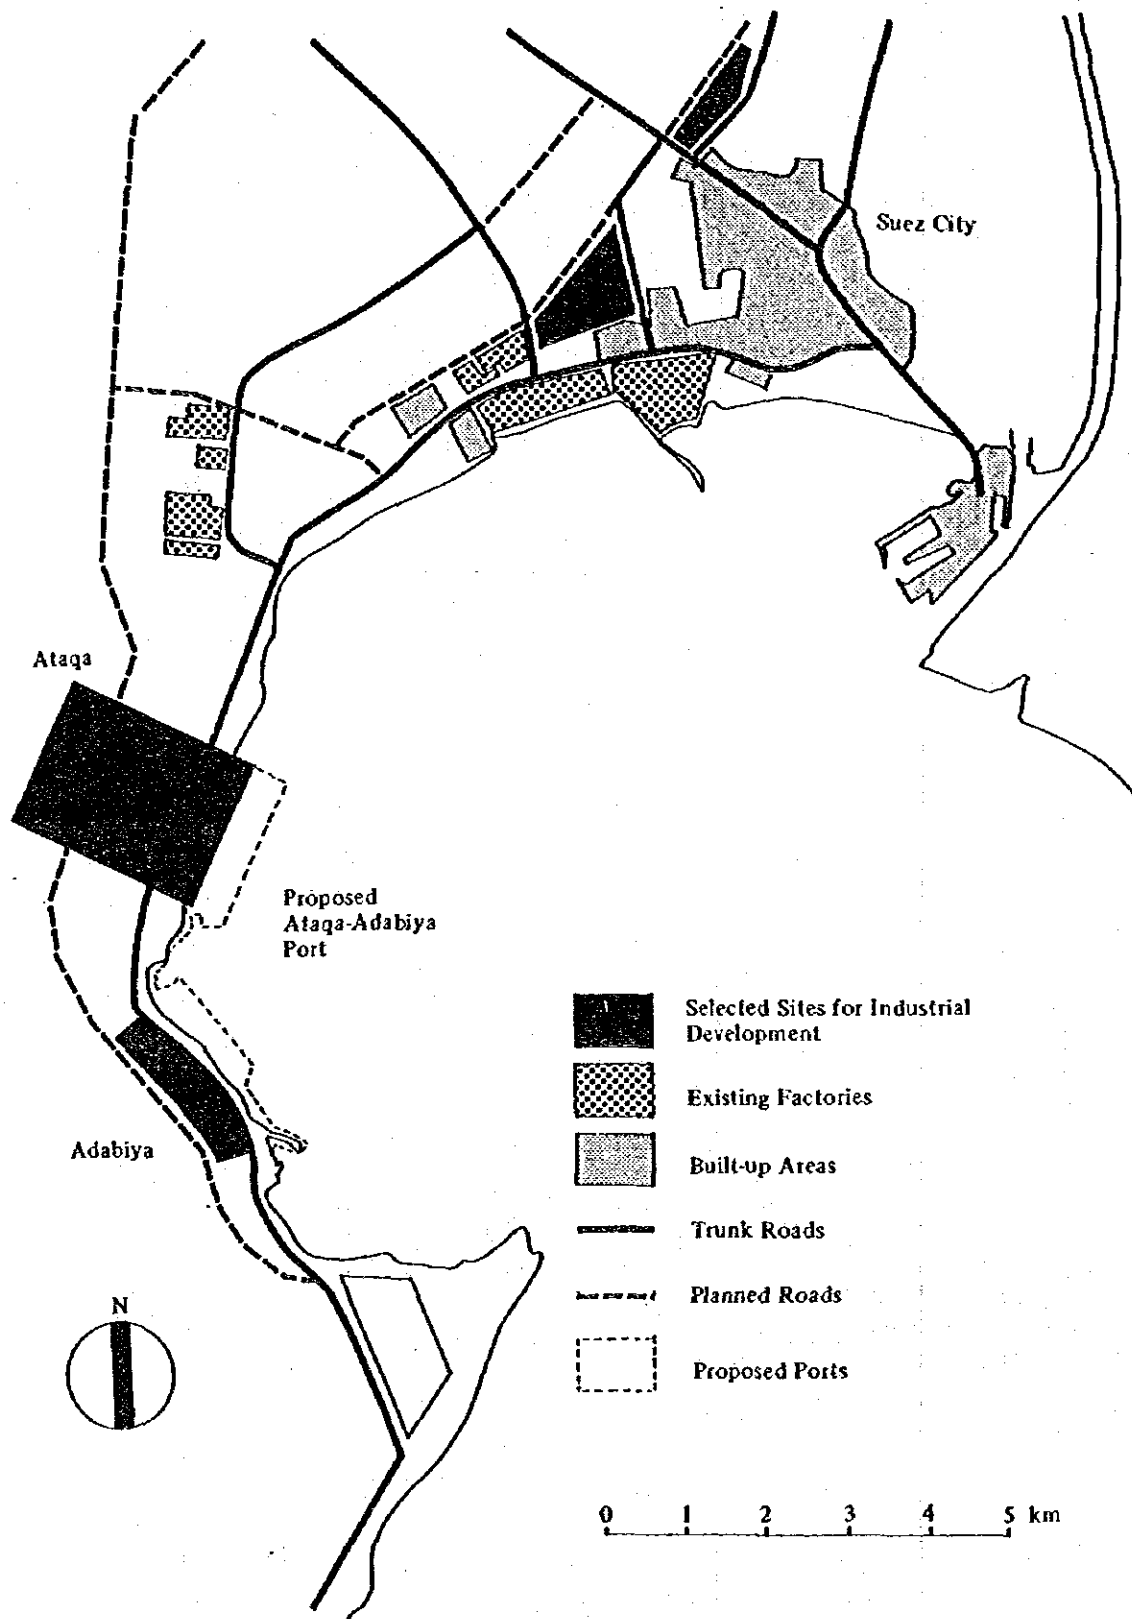 Suez City
Ataqa
Proposed
Ataqa-Adabiya
Port
Selected Sites for Industrial
Development
Existing Factories
Built-up Areas
Adabiya
Trunk Roads
Planned Roads
Proposed Ports
N
0 1 2 3 4 5 km